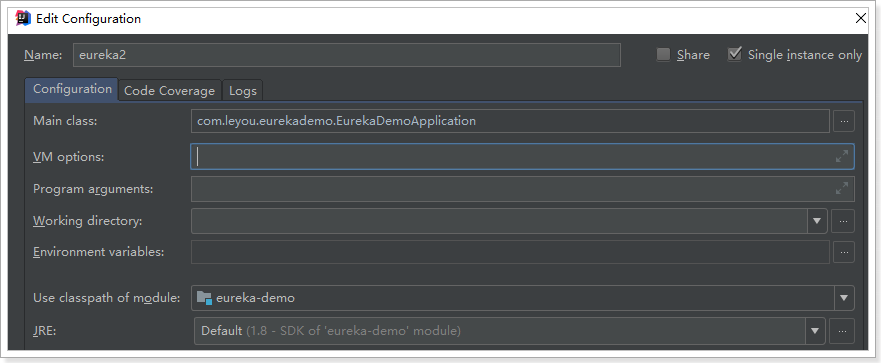 Edit Configuration
Name: eureka2 Share Single instance only
Configuration Code Coverage Logs
Main class: com.leyou.eurekademo.EurekaDemoApplication ...
VM options:
Program arguments:
Working directory: ...
Environment variables: ...
Use classpath of module: eureka-demo
JRE: Default (1.8 - SDK of 'eureka-demo' module) ...